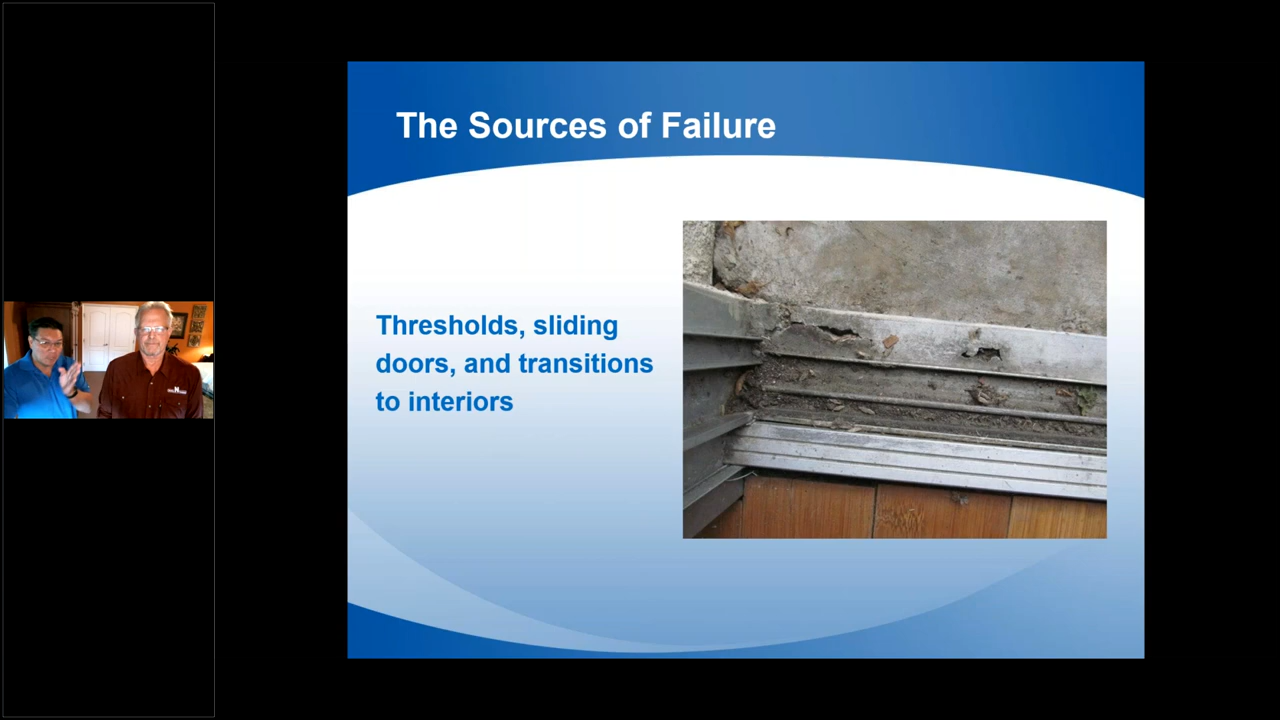 The Sources of Failure
Thresholds, sliding
doors, and transitions
to interiors